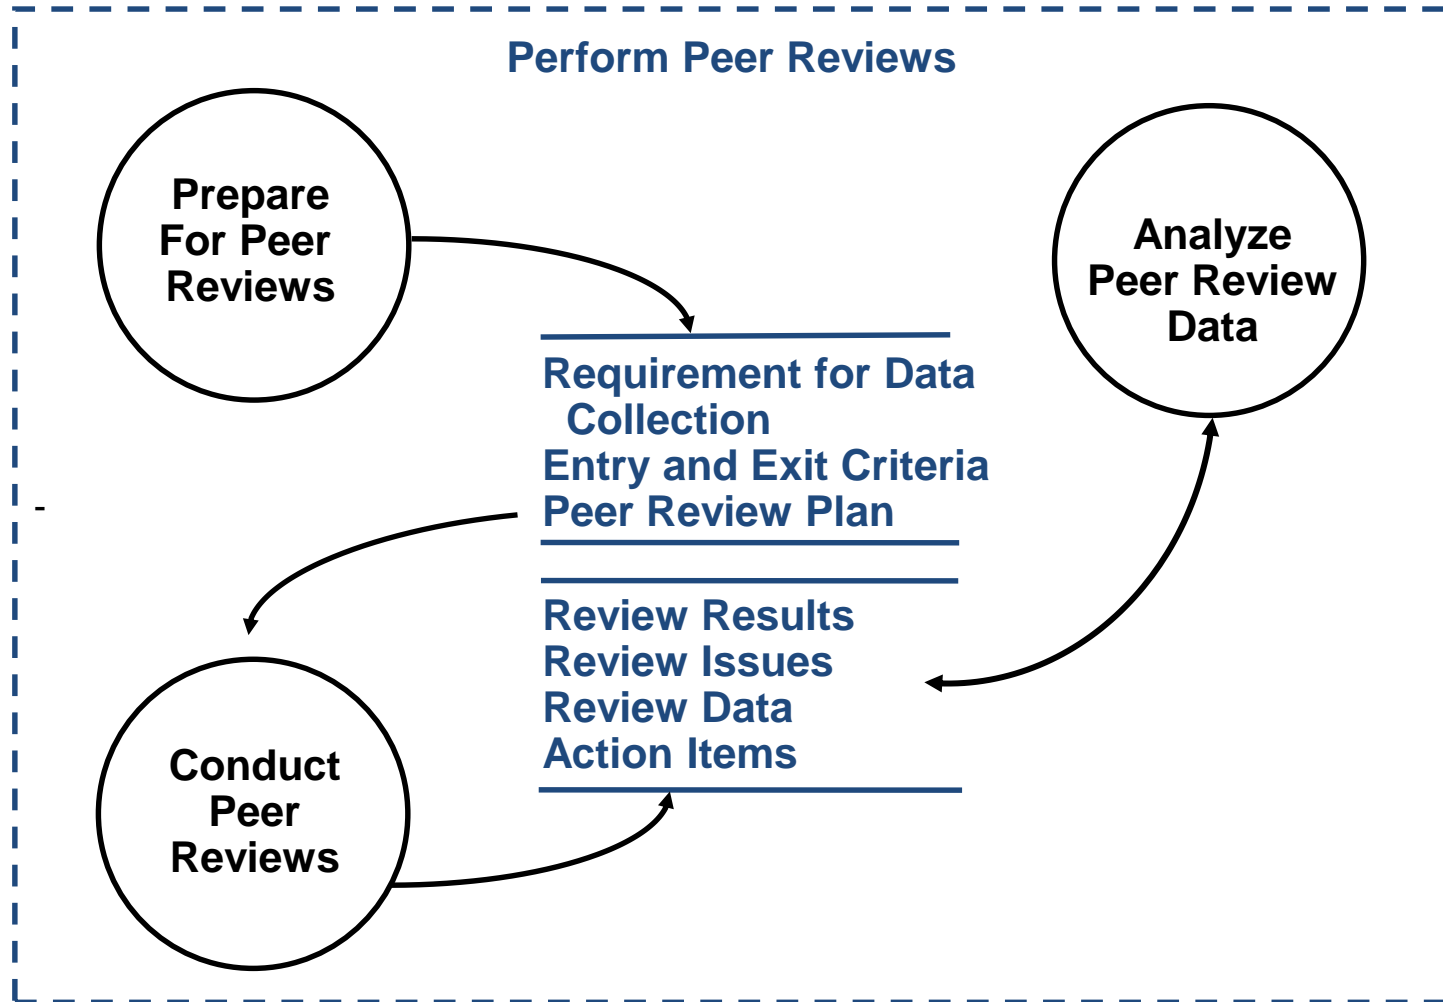 Perform Peer Reviews
Prepare
For Peer
Reviews
Analyze
Peer Review
Data
Requirement for Data
Collection
Entry and Exit Criteria
Peer Review Plan
-
Review Results
Review Issues
Review Data
Action Items
Conduct
Peer
Reviews